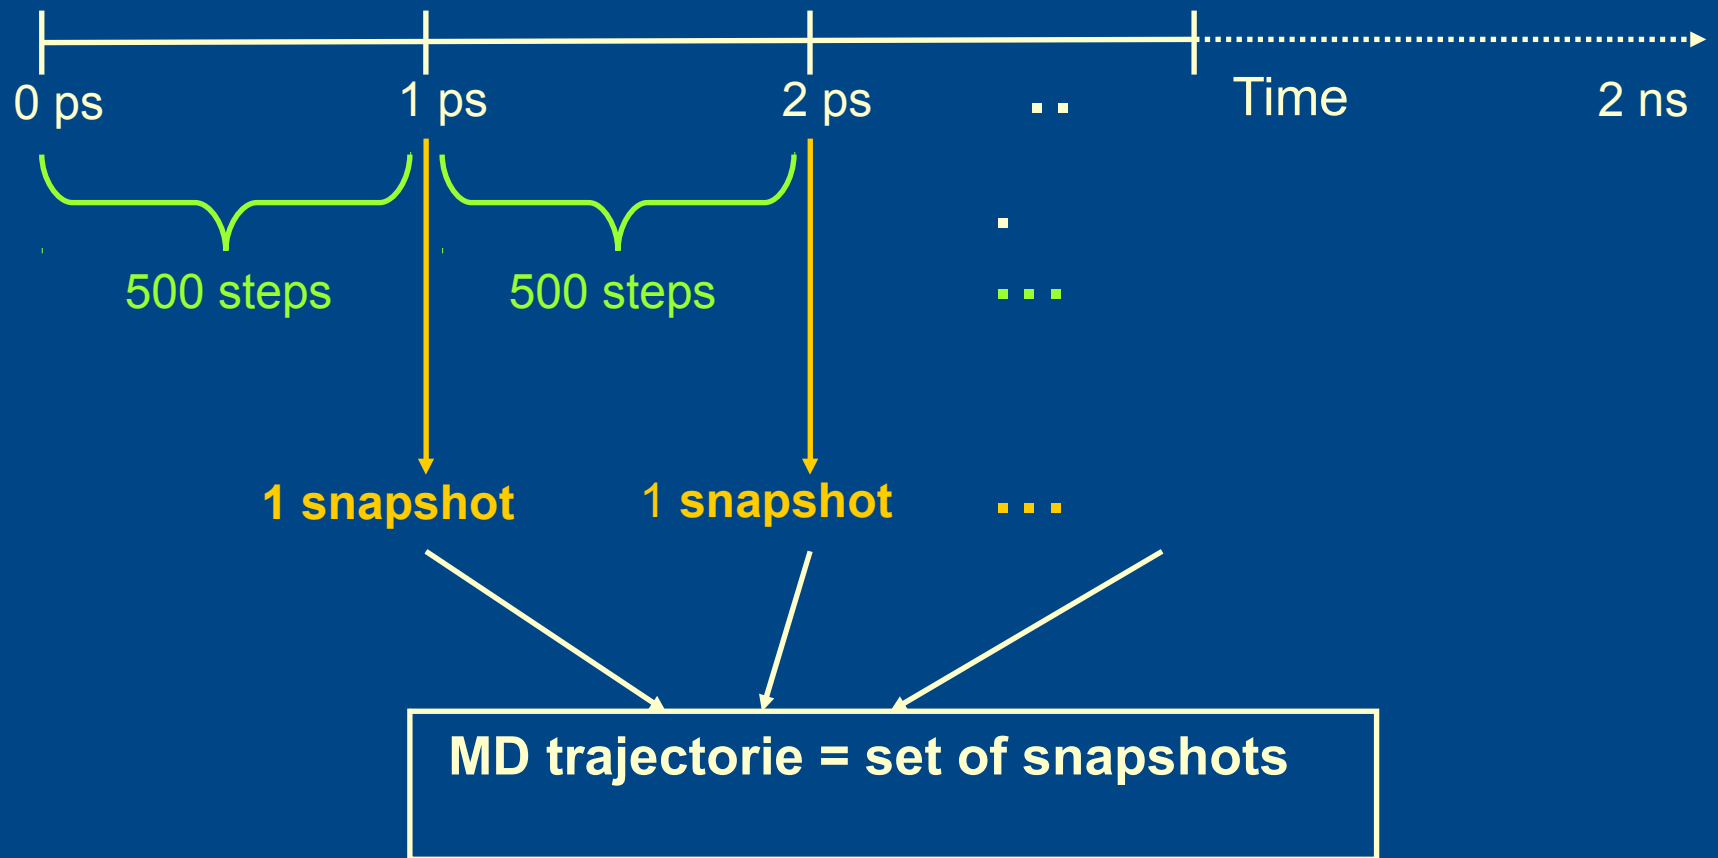 0 ps 1 ps 2 ps .. Time 2 ns
.
500 steps 500 steps ...
1 snapshot 1 snapshot ...
MD trajectorie = set of snapshots